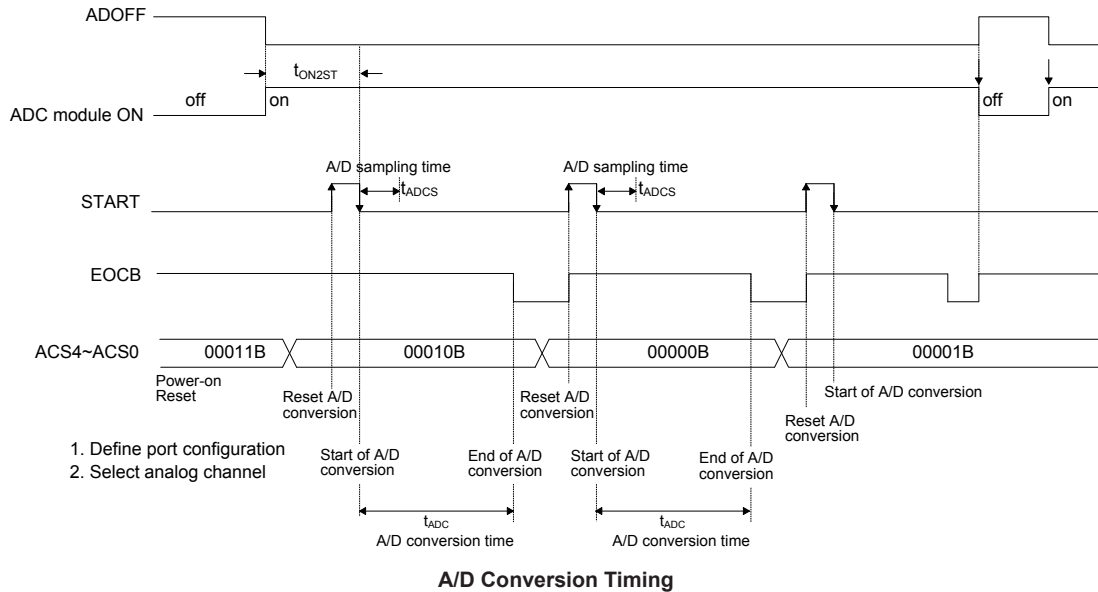 ADOFF
tON2ST
off
on
off
on
ADC module ON
A/D sampling time
A/D sampling time
tADCS
tADCS
START
EOCB
ACS4~ACS0
00011B
00010B
00000B
00001B
Power-on
Reset
Reset A/D
conversion
Reset A/D
conversion
Start of A/D conversion
Reset A/D
conversion
1. Define port configuration
2. Select analog channel
Start of A/D
conversion
End of A/D
conversion
Start of A/D
conversion
End of A/D
conversion
tADC
A/D conversion time
tADC
A/D conversion time
A/D Conversion Timing